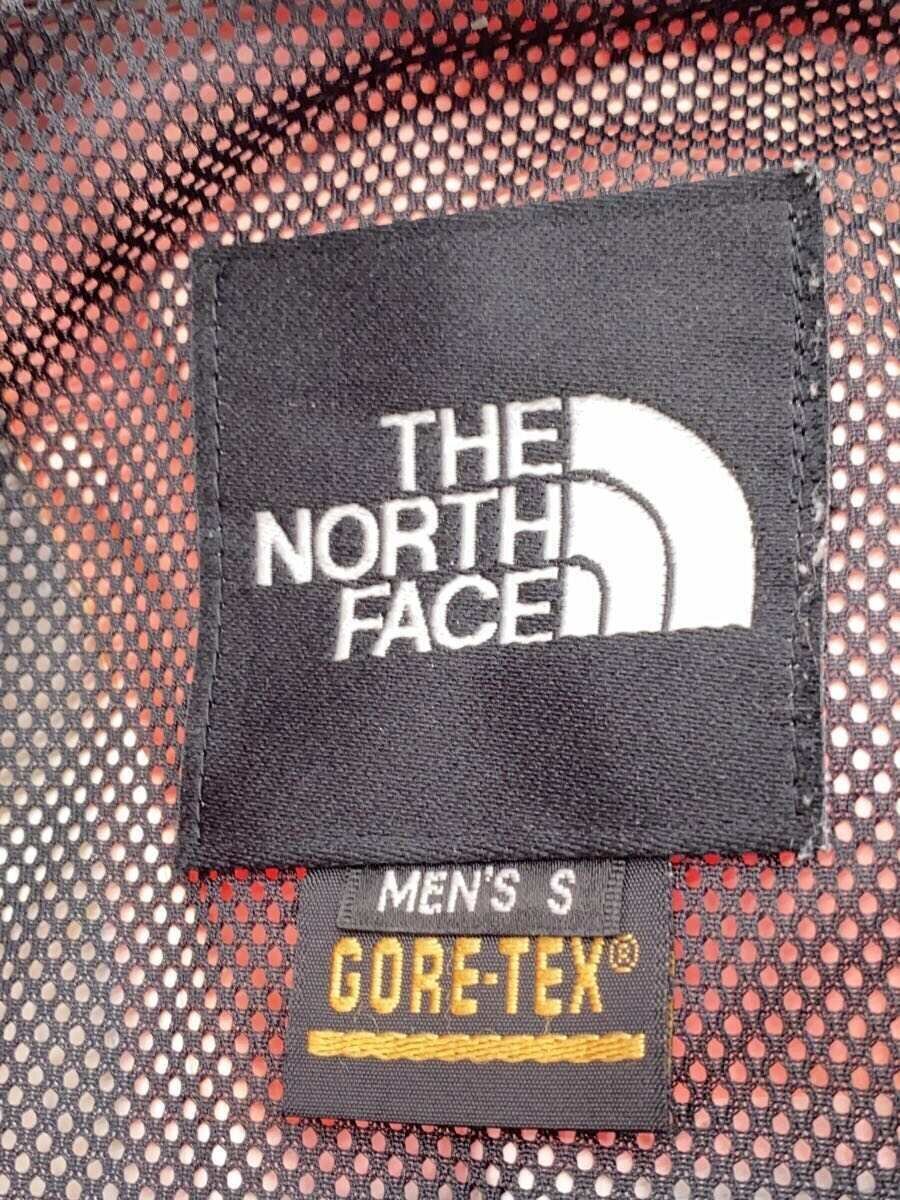 THE
NORTH
FACE
MEN'S S
GORE-TEX®